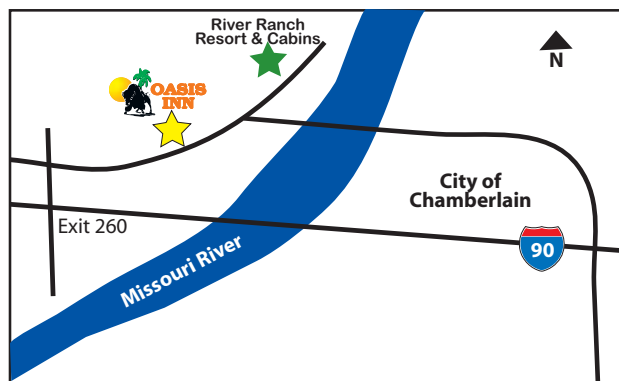 River Ranch
Resort & Cabins
OASIS
INN
N
City of
Chamberlain
Exit 260
90
Missouri River